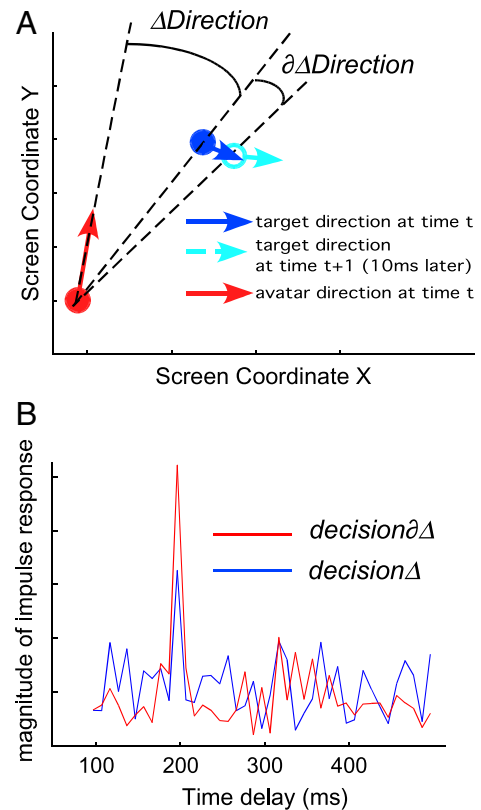 A
ΔDirection
∂ΔDirection
Screen Coordinate Y
target direction at time t
target direction
at time t+1 (10ms later)
avatar direction at time t
Screen Coordinate X
B
magnitude of impulse response
decision∂Δ
decisionΔ
100 200 300 400
Time delay (ms)